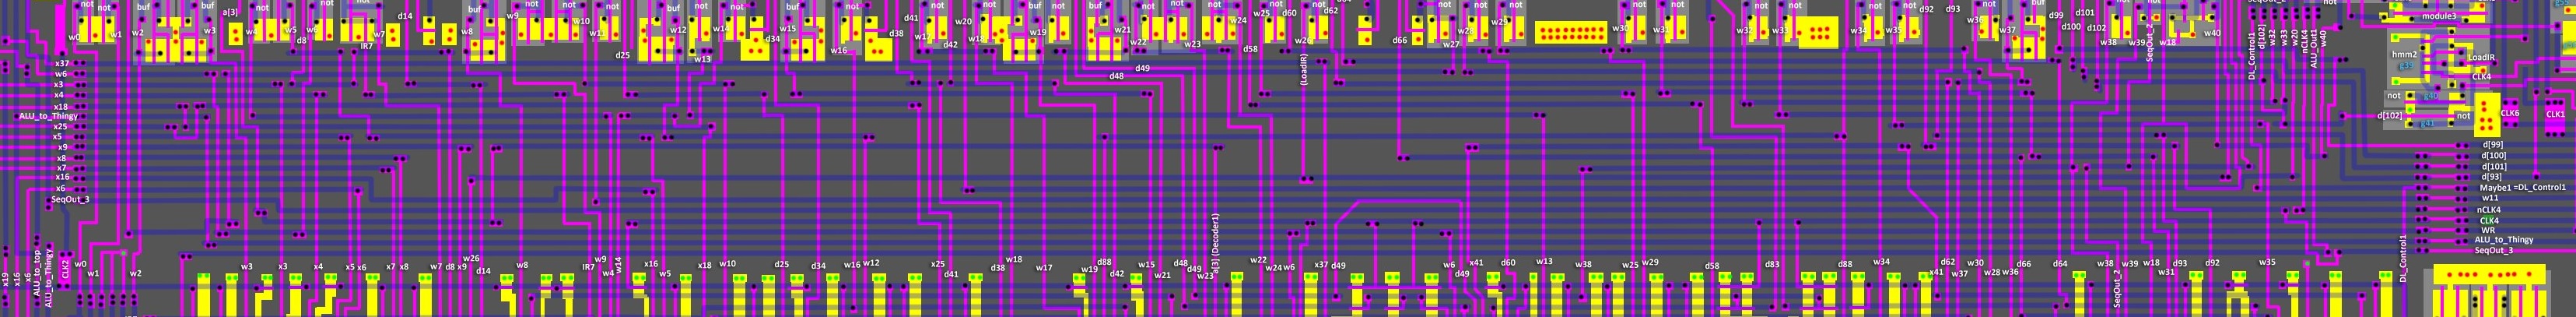 not not buf buf not not not not not buf not not not buf buf not buf not buf not not not not not not not not not not not not not not buf
a[3] d14 w9 w10 d41 w20 d60 d62 w25 w24 d92 d93 w36 d99 d101 module3
w0 w1 w2 w3 w4 w5 w6 w7 w8 w11 w12 w14 w15 d38 w17 w18 w19 w21 w26 w28 w29 w30 w31 w32 w33 w34 w35 w37 d100 d102 w40
d8 IR7 d25 w13 d34 w16 d42 w22 w23 d58 d66 w27 w38 w39 w18
DL_Control1 d[102] w32 w33 w20 nCLK4 ALU_Out1 w40
SeqOut_2
hmm2
g39
LoadIR
CLK4
x37
w6
x3
x4
x18
ALU_to_Thingy
x25
x5
x9
x8
x7
x16
x6
SeqOut_3
d49
d48
(LoadIR)
not g40
d[102] g41 not
CLK6
CLK1
d[99]
d[100]
d[101]
d[93]
Maybe1 =DL_Control1
w11
nCLK4
CLK4
WR
ALU_to_Thingy
SeqOut_3
x19 x16 x6 ALU_to_top ALU_to_Thingy CLK2
w0 w1 w2 w3 x3 x4 x5 x6 x7 x8 w7 d8 x9 w26 d14 w8 IR7 w9 w4 w14 x16 w5 x18 w10 d25 d34 w16 w12 x25 d41 d38 w18 w17 w19 d88 d42 w15 w21 d48 d49 w23
a[3] (Decoder1)
w22 w24 w6 x37 d49 w6 d49 x41 d60 w13 w38 w25 w29 d58 d83 d88 w34 x41 d62 w37 w30 w28 w36 d66 d64 w38 w39 w18 w31 d93 d92 w35
SeqOut_2
DL_Control1